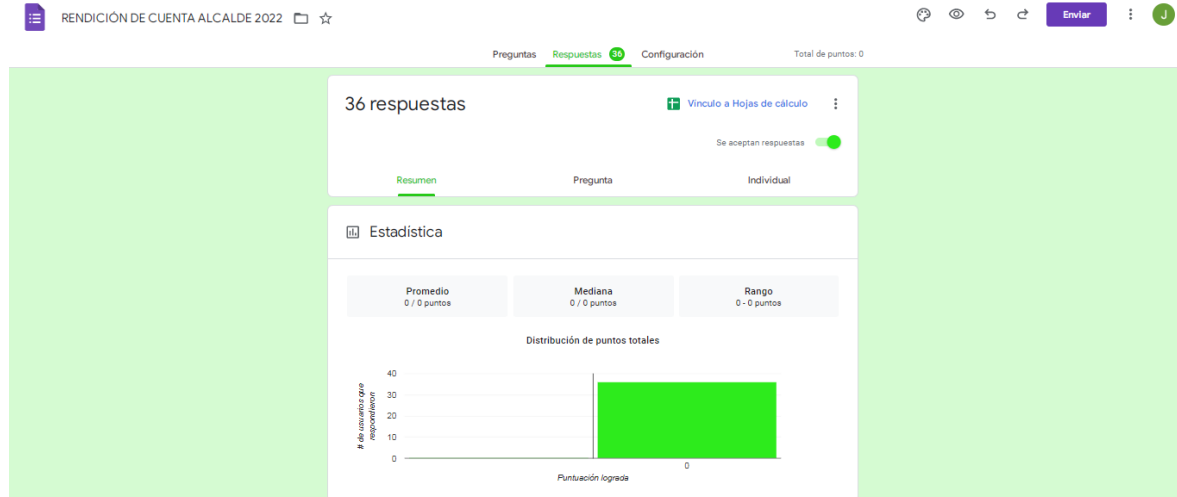 RENDICIÓN DE CUENTA ALCALDE 2022
Enviar
J
Preguntas Respuestas 36 Configuración Total de puntos: 0
36 respuestas
Vínculo a Hojas de cálculo
Se aceptan respuestas
Resumen Pregunta Individual
Estadística
Promedio Mediana Rango
0 / 0 puntos 0 / 0 puntos 0 - 0 puntos
Distribución de puntos totales
# de usuarios que
respondieron
40
30
20
10
0
0
Puntuación lograda